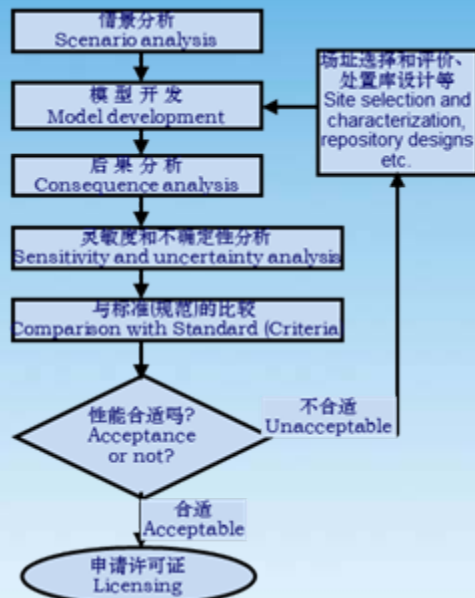 情景分析
Scenario analysis
模型开发
Model development
后果分析
Consequence analysis
灵敏度和不确定性分析
Sensitivity and uncertainty analysis
与标准(规范)的比较
Comparison with Standard (Criteria
性能合适吗?
Acceptance
or not?
合适
Acceptable
申请许可证
Licensing
不合适
Unacceptable
场址选择和评价、
处置库设计等
Site selection and
characterization,
repository designs
etc.